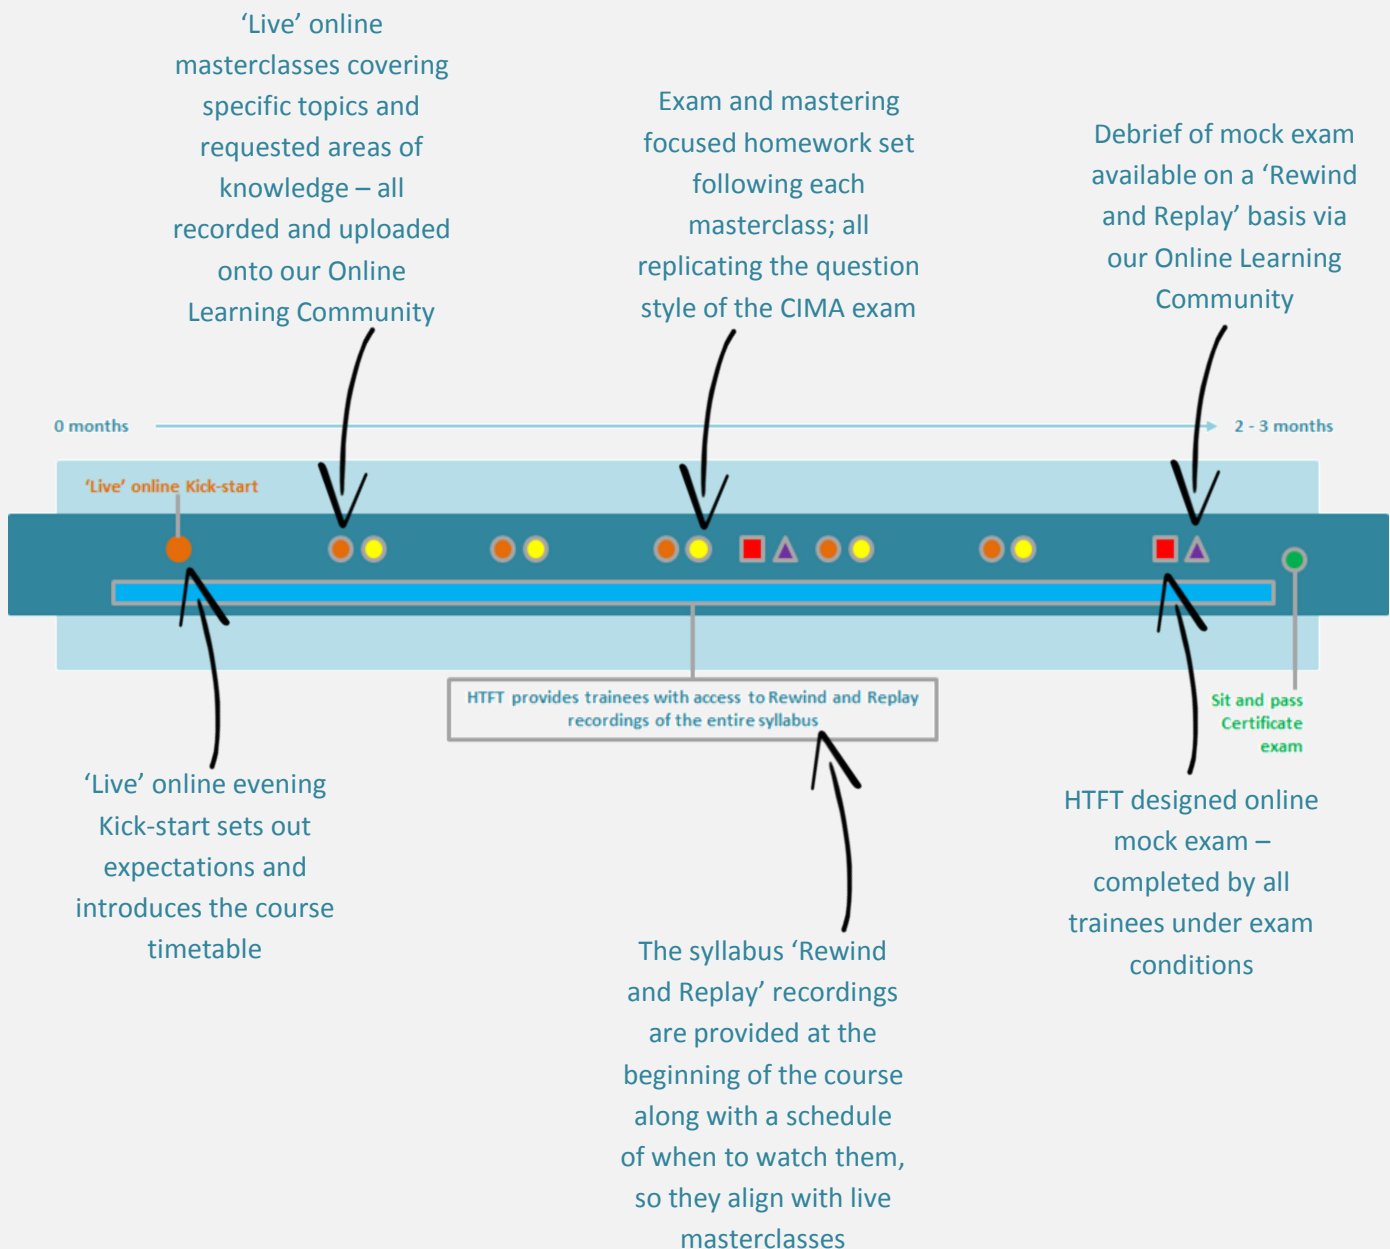 ‘Live’ online
masterclasses covering
specific topics and
requested areas of
knowledge – all
recorded and uploaded
onto our Online
Learning Community
Exam and mastering
focused homework set
following each
masterclass; all
replicating the question
style of the CIMA exam
Debrief of mock exam
available on a ‘Rewind
and Replay’ basis via
our Online Learning
Community
0 months
2 - 3 months
‘Live’ online Kick-start
HTFT provides trainees with access to Rewind and Replay
recordings of the entire syllabus
Sit and pass
Certificate
exam
‘Live’ online evening
Kick-start sets out
expectations and
introduces the course
timetable
The syllabus ‘Rewind
and Replay’ recordings
are provided at the
beginning of the course
along with a schedule
of when to watch them,
so they align with live
masterclasses
HTFT designed online
mock exam –
completed by all
trainees under exam
conditions